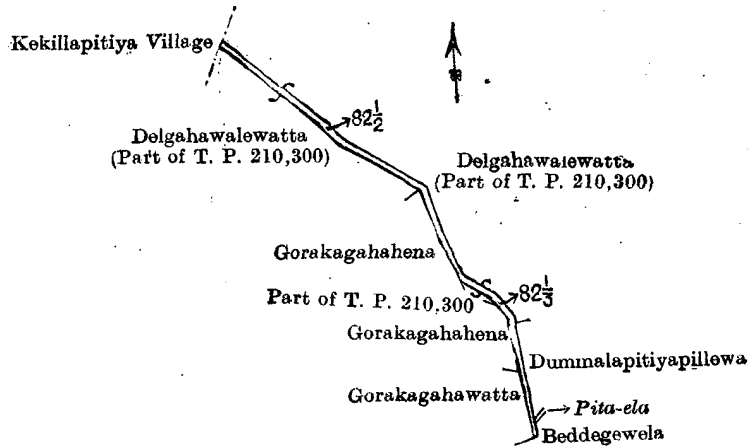 Kekillapitiya Village
82½
Delgahawalewatta
(Part of T. P. 210,300)
Delgahawalewatta
(Part of T. P. 210,300)
Gorakagahahena
Part of T. P. 210,300
82⅓
Gorakagahahena
Dummalapitiyapillewa
Gorakagahawatta
Pita-ela
Beddegewela